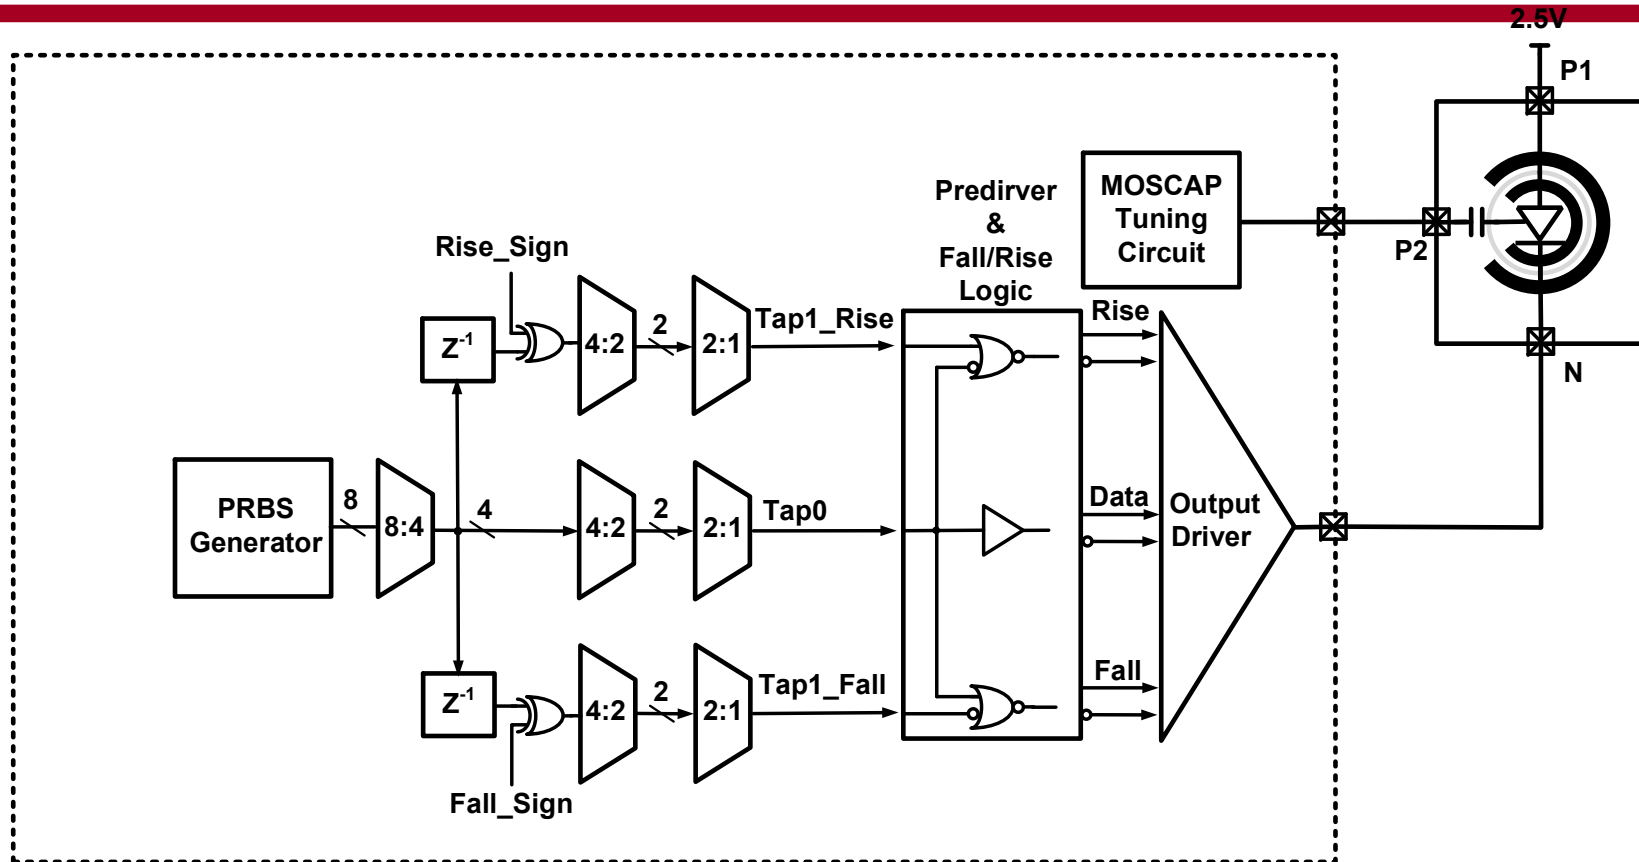 2.5V
P1
MOSCAP
Tuning
Circuit
P2
N
Predirver
&
Fall/Rise
Logic
Rise_Sign
Z-1
4:2
2
2:1
Tap1_Rise
Rise
PRBS
Generator
8
8:4
4
4:2
2
2:1
Tap0
Data
Output
Driver
Z-1
4:2
2
2:1
Tap1_Fall
Fall
Fall_Sign